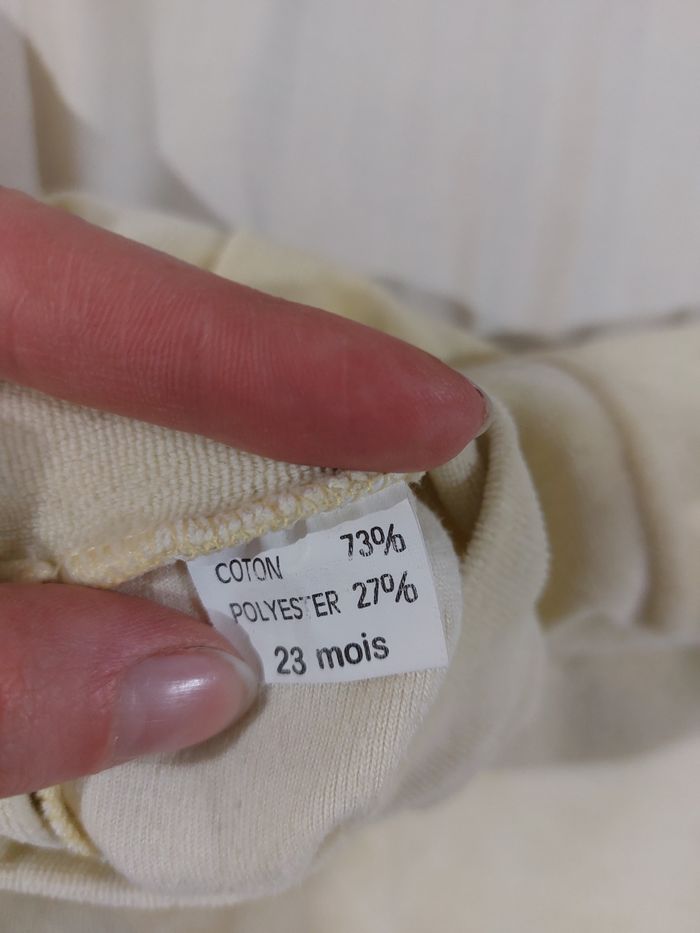 COTON 73%
POLYESTER 27%
23 mois